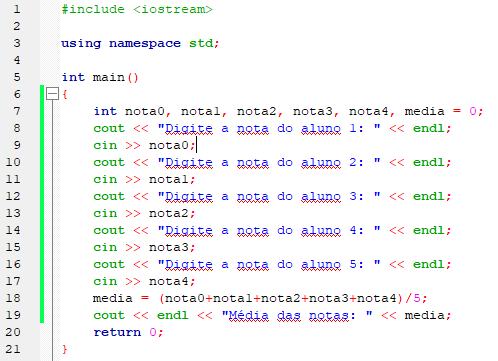 1 #include <iostream>
2
3 using namespace std;
4
5 int main()
6 {
7 int nota0, nota1, nota2, nota3, nota4, media = 0;
8 cout << "Digite a nota do aluno 1: " << endl;
9 cin >> nota0;
10 cout << "Digite a nota do aluno 2: " << endl;
11 cin >> nota1;
12 cout << "Digite a nota do aluno 3: " << endl;
13 cin >> nota2;
14 cout << "Digite a nota do aluno 4: " << endl;
15 cin >> nota3;
16 cout << "Digite a nota do aluno 5: " << endl;
17 cin >> nota4;
18 media = (nota0+nota1+nota2+nota3+nota4)/5;
19 cout << endl << "Média das notas: " << media;
20 return 0;
21 }